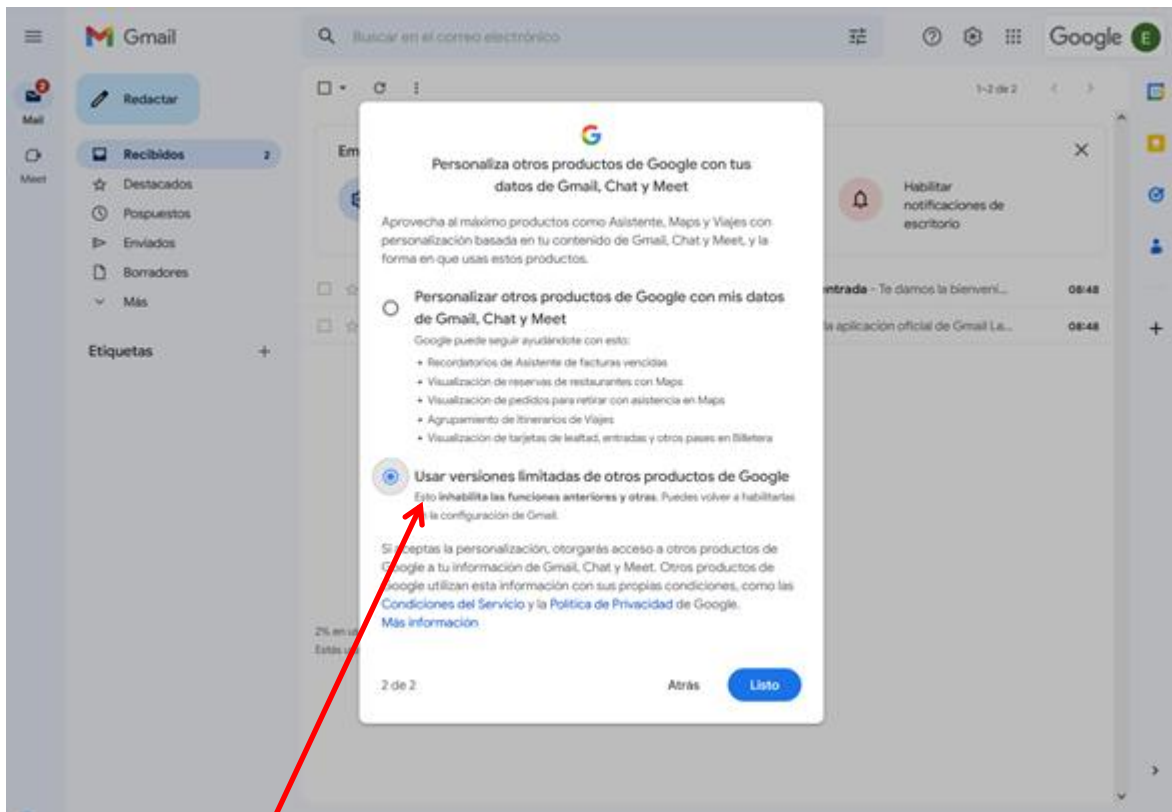 Gmail
Buscar en el correo electrónico
Google E
2
Mail
Redactar
1–2 de 2
Meet
Recibidos 2
Destacados
Pospuestos
Enviados
Borradores
Más
Etiquetas +
Em
Habilitar
notificaciones de
escritorio
entrada - Te damos la bienveni... 08:48
la aplicación oficial de Gmail La... 08:48
Personaliza otros productos de Google con tus
datos de Gmail, Chat y Meet
Aprovecha al máximo productos como Asistente, Maps y Viajes con
personalización basada en tu contenido de Gmail, Chat y Meet, y la
forma en que usas estos productos.
Personalizar otros productos de Google con mis datos
de Gmail, Chat y Meet
Google puede seguir ayudándote con esto:
• Recordatorios de Asistente de facturas vencidas
• Visualización de reservas de restaurantes con Maps
• Visualización de pedidos para retirar con asistencia en Maps
• Agrupamiento de Itinerarios de Viajes
• Visualización de tarjetas de lealtad, entradas y otros pases en Billetera
Usar versiones limitadas de otros productos de Google
Esto inhabilita las funciones anteriores y otras. Puedes volver a habilitarlas
la configuración de Gmail.
Si aceptas la personalización, otorgarás acceso a otros productos de
Google a tu información de Gmail, Chat y Meet. Otros productos de
Google utilizan esta información con sus propias condiciones, como las
Condiciones del Servicio y la Política de Privacidad de Google.
Más información
2% en us
2 de 2 Atrás Listo